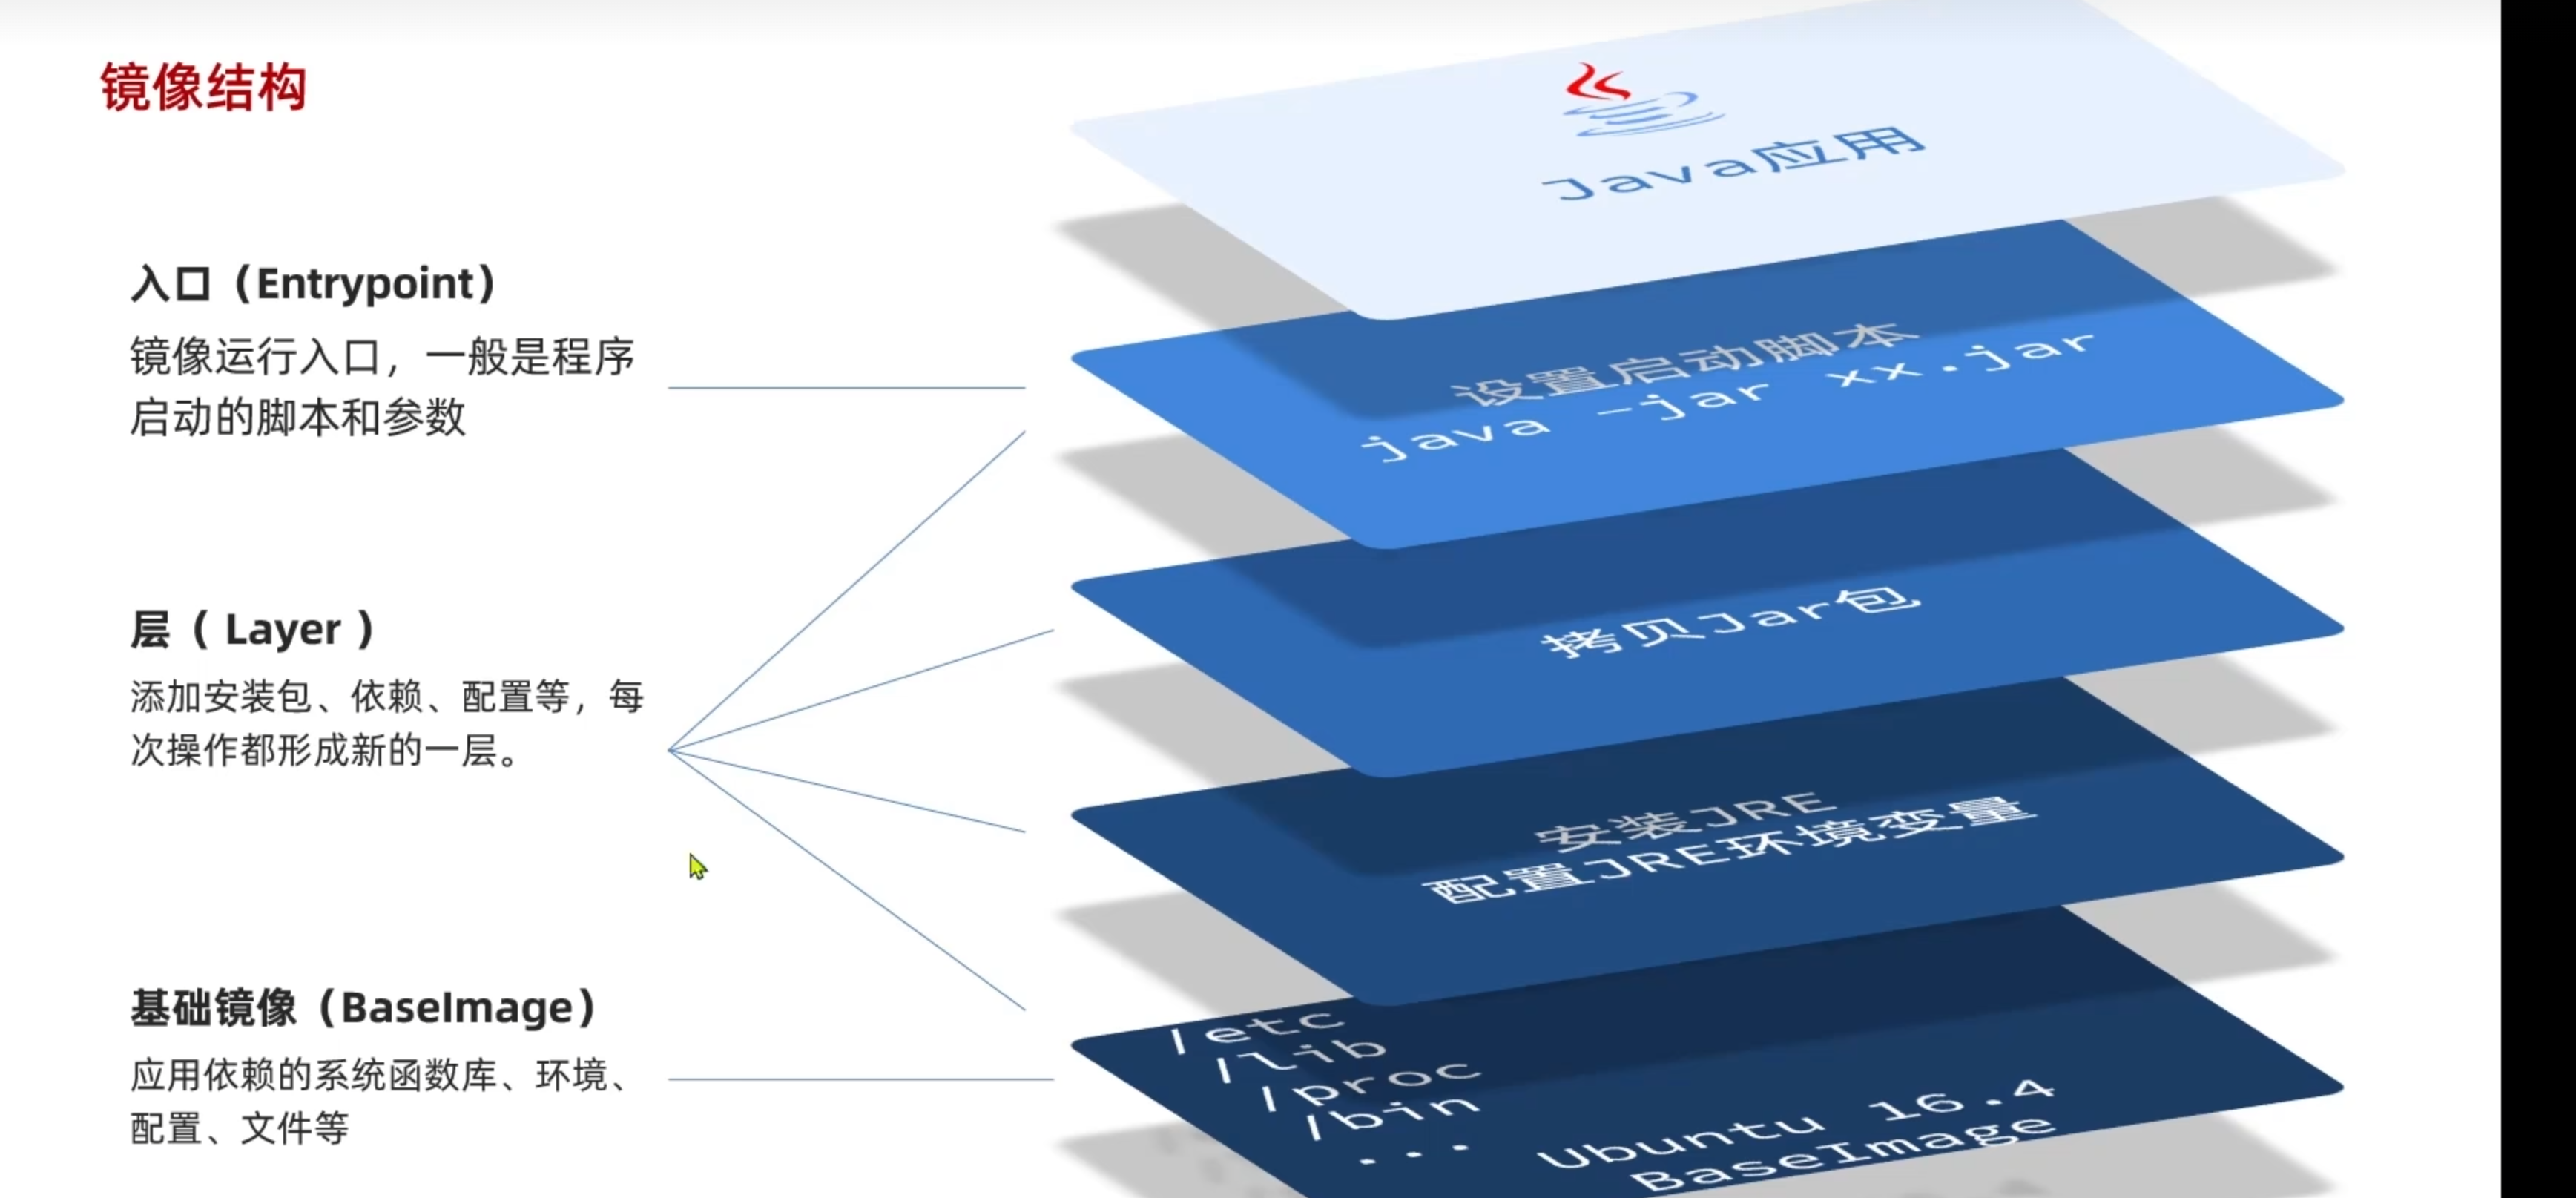 镜像结构
入口（Entrypoint）
镜像运行入口，一般是程序
启动的脚本和参数
层（ Layer ）
添加安装包、依赖、配置等，每
次操作都形成新的一层。
基础镜像（BaseImage）
应用依赖的系统函数库、环境、
配置、文件等
Java应用
设置启动脚本
java -jar xx.jar
拷贝Jar包
安装JRE
配置JRE环境变量
/etc
/lib
/proc
/bin
...
Ubuntu 16.4
BaseImage